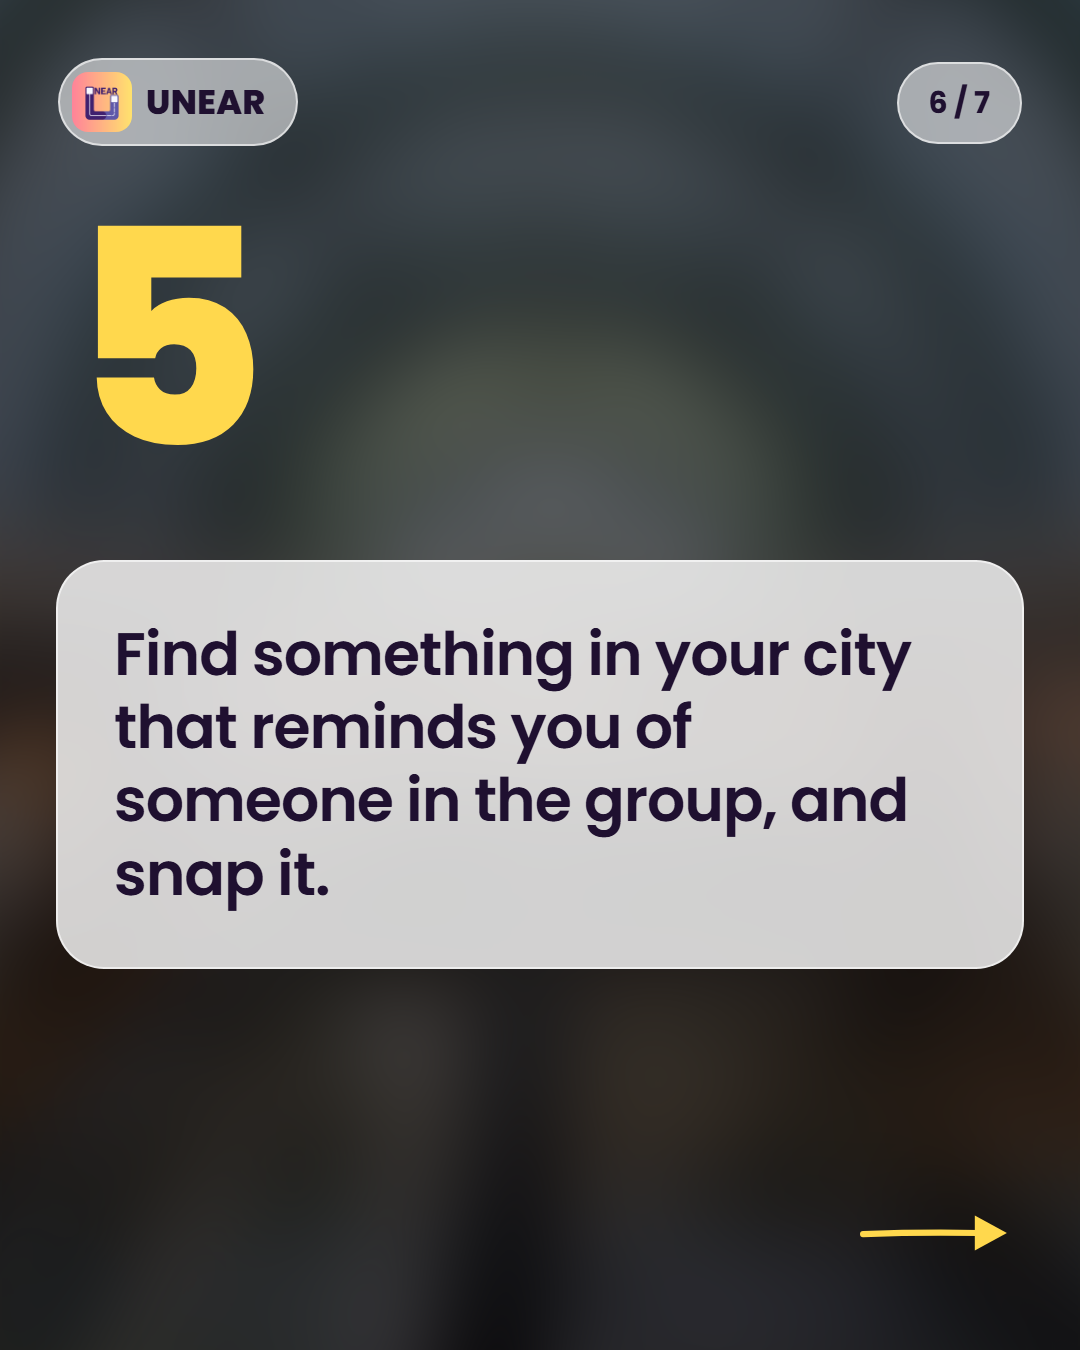 UNEAR
UNEAR
6 / 7
5
Find something in your city
that reminds you of
someone in the group, and
snap it.